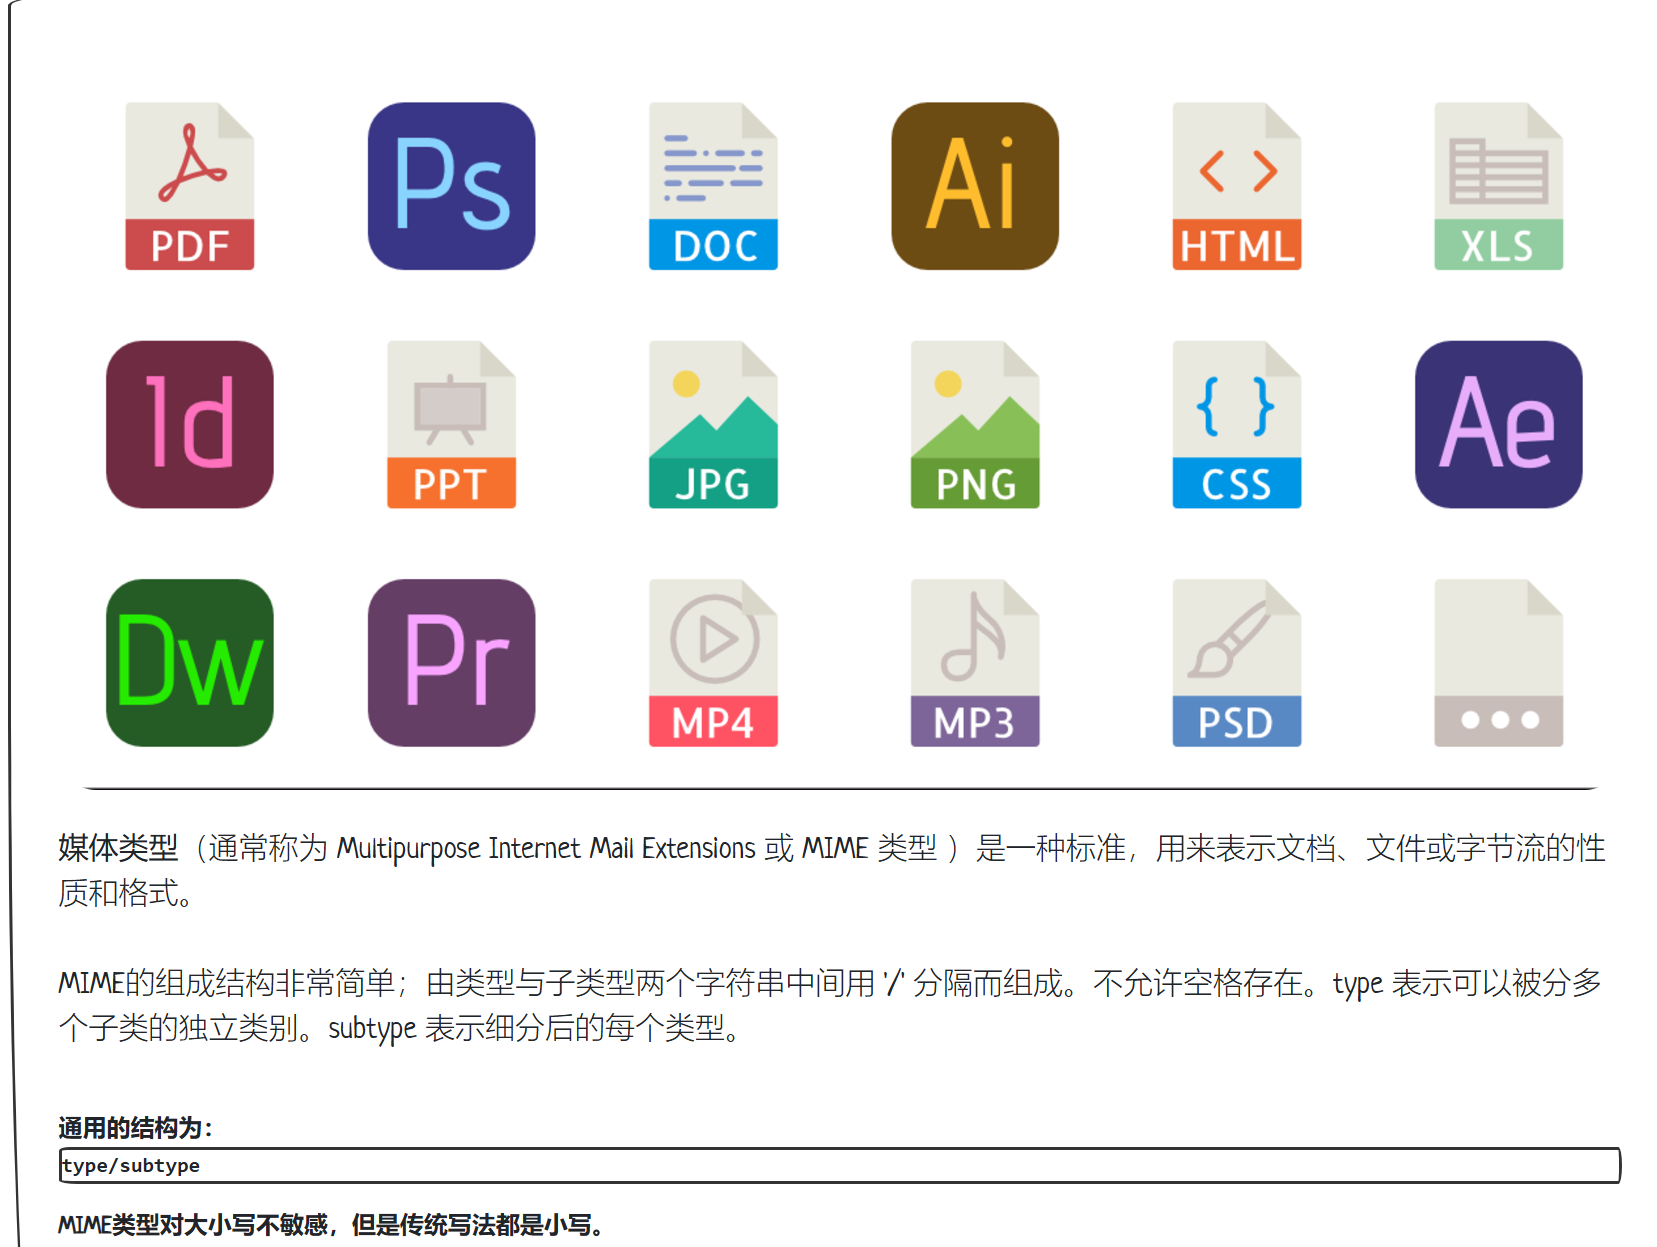 PDF Ps DOC Ai HTML XLS
Id PPT JPG PNG CSS Ae
Dw Pr MP4 MP3 PSD
媒体类型（通常称为 Multipurpose Internet Mail Extensions 或 MIME 类型 ）是一种标准，用来表示文档、文件或字节流的性
质和格式。
MIME的组成结构非常简单；由类型与子类型两个字符串中间用 '/' 分隔而组成。不允许空格存在。type 表示可以被分多
个子类的独立类别。subtype 表示细分后的每个类型。
通用的结构为：
type/subtype
MIME类型对大小写不敏感，但是传统写法都是小写。